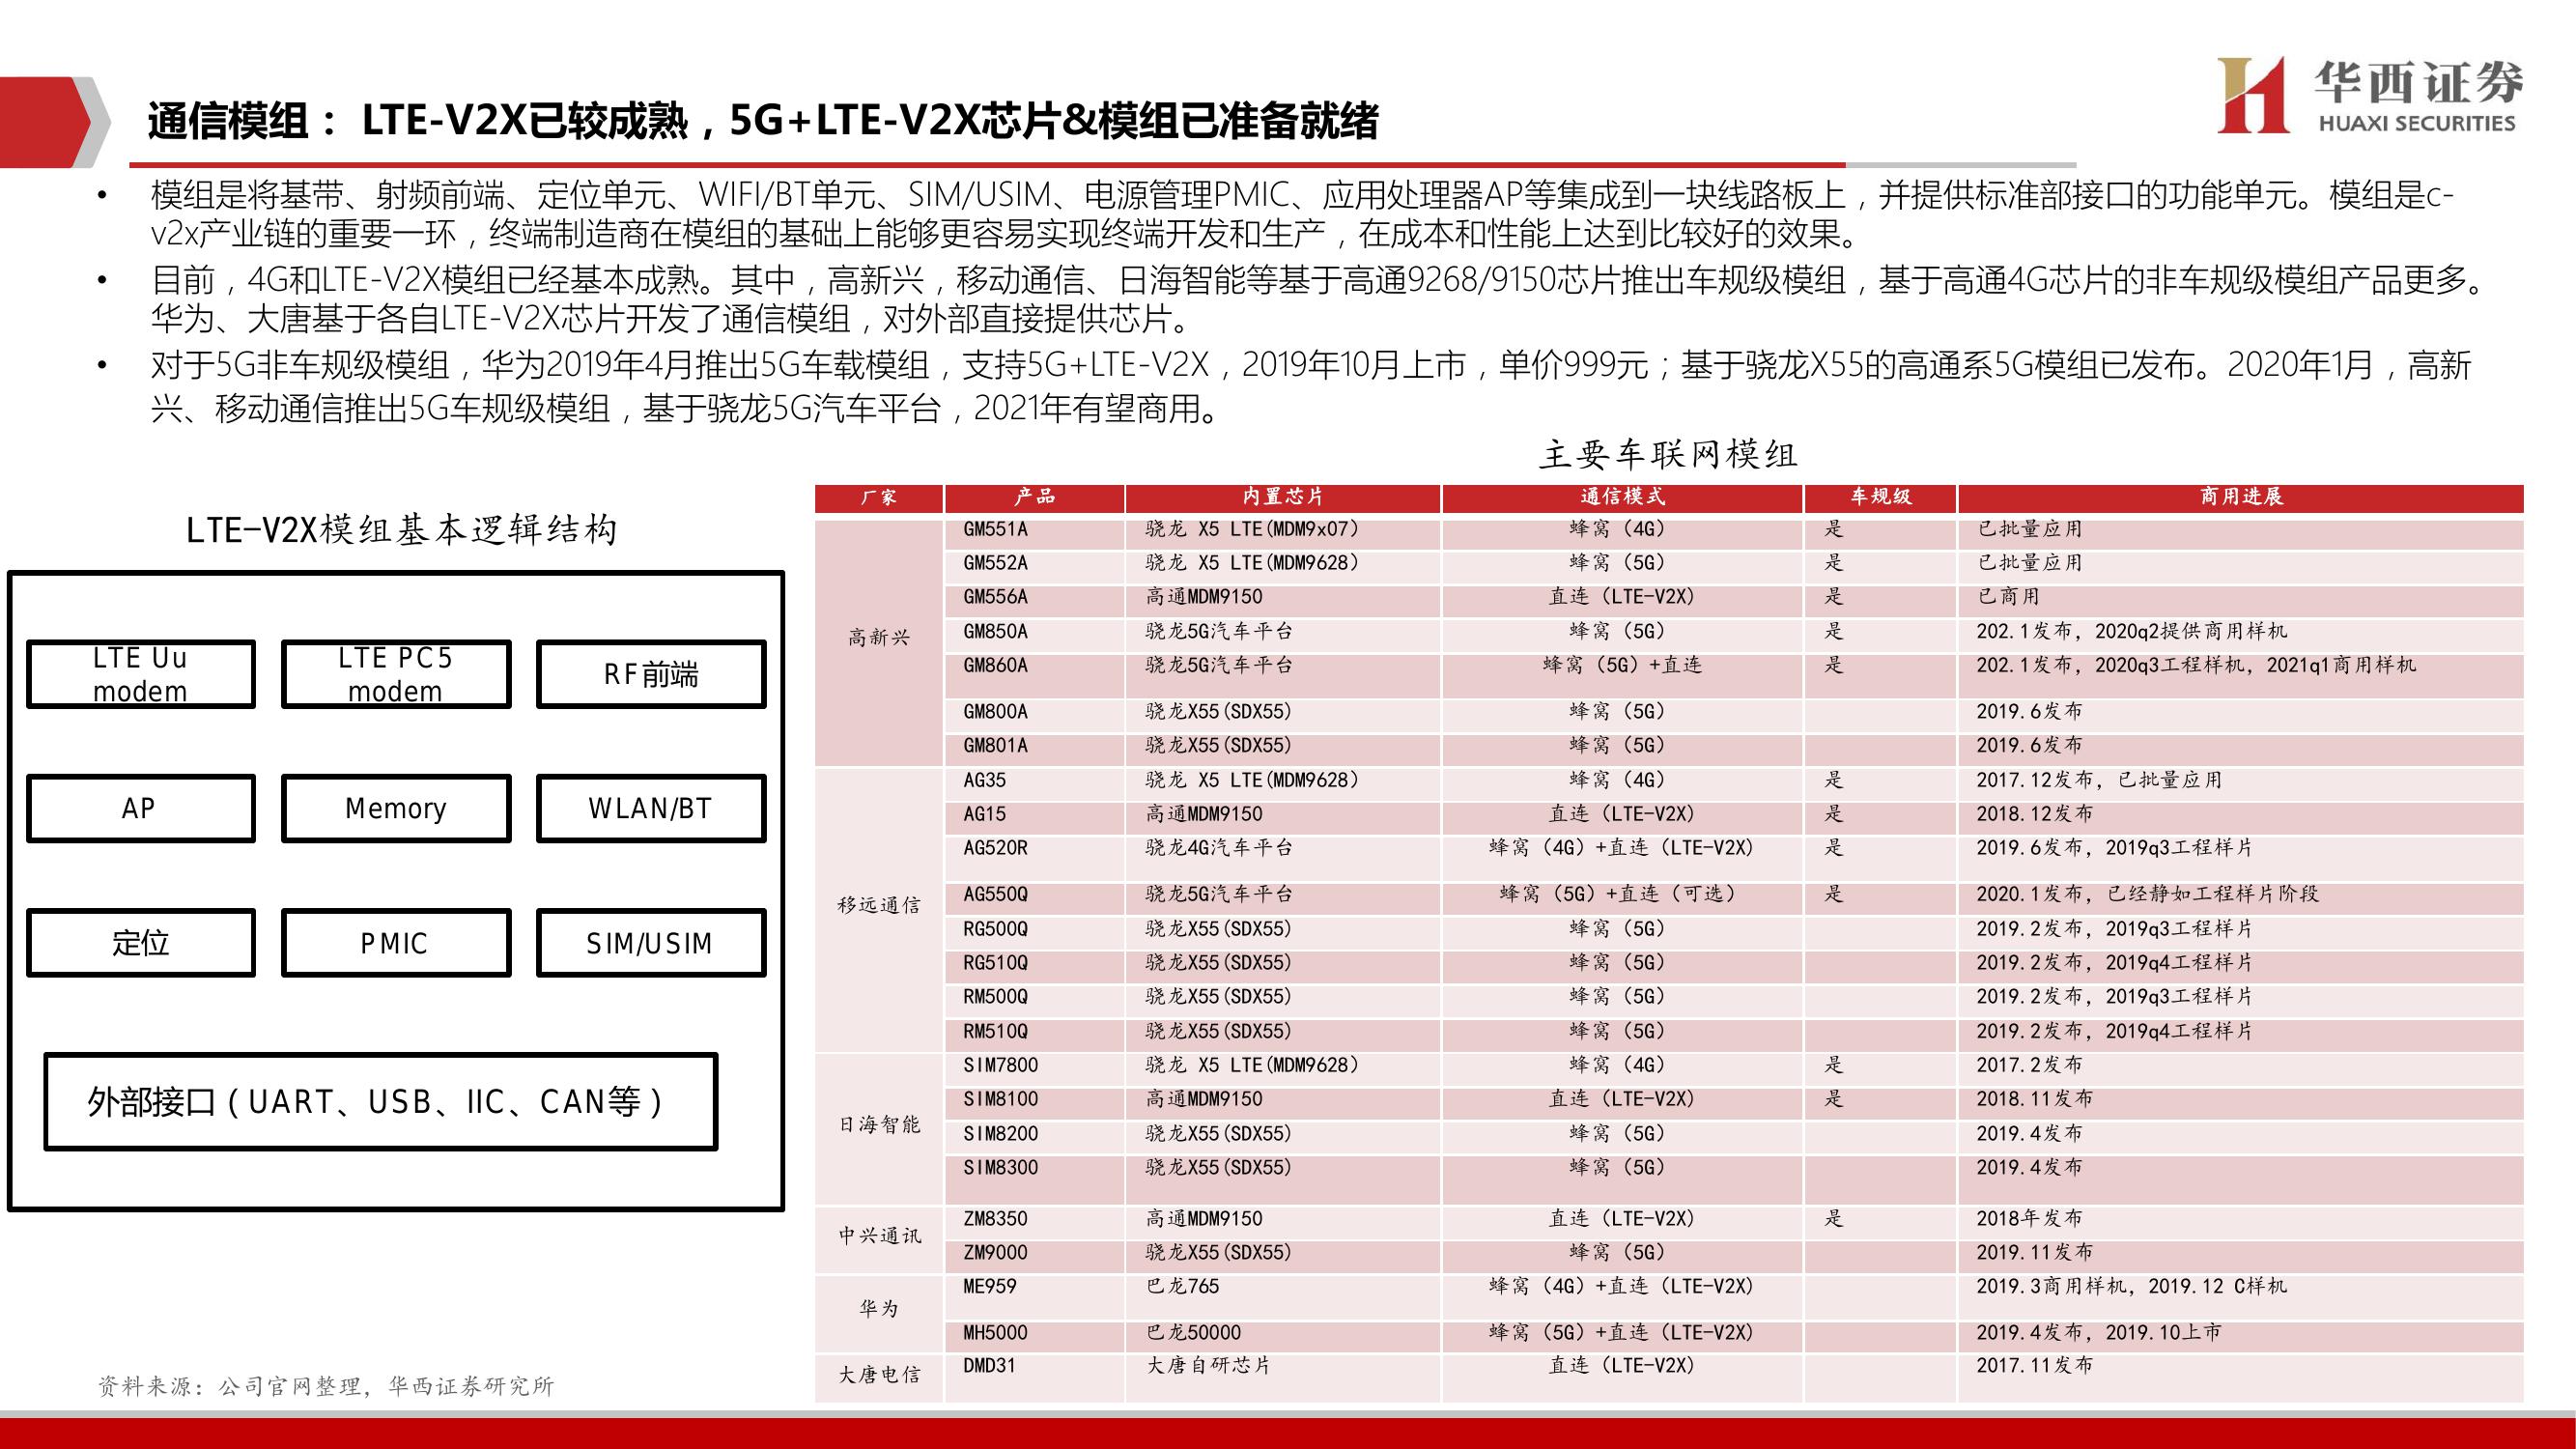 通信模组： LTE-V2X已较成熟，5G+LTE-V2X芯片&模组已准备就绪
华西证券
HUAXI SECURITIES
• 模组是将基带、射频前端、定位单元、WIFI/BT单元、SIM/USIM、电源管理PMIC、应用处理器AP等集成到一块线路板上，并提供标准部接口的功能单元。模组是c-
v2x产业链的重要一环，终端制造商在模组的基础上能够更容易实现终端开发和生产，在成本和性能上达到比较好的效果。
• 目前，4G和LTE-V2X模组已经基本成熟。其中，高新兴，移动通信、日海智能等基于高通9268/9150芯片推出车规级模组，基于高通4G芯片的非车规级模组产品更多。
华为、大唐基于各自LTE-V2X芯片开发了通信模组，对外部直接提供芯片。
• 对于5G非车规级模组，华为2019年4月推出5G车载模组，支持5G+LTE-V2X，2019年10月上市，单价999元；基于骁龙X55的高通系5G模组已发布。2020年1月，高新
兴、移动通信推出5G车规级模组，基于骁龙5G汽车平台，2021年有望商用。
LTE-V2X模组基本逻辑结构
LTE Uu
modem
LTE PC5
modem
RF前端
AP
Memory
WLAN/BT
定位
PMIC
SIM/USIM
外部接口（UART、USB、IIC、CAN等）
主要车联网模组
厂家 产品 内置芯片 通信模式 车规级 商用进展
高新兴
GM551A 骁龙 X5 LTE(MDM9x07) 蜂窝（4G） 是 已批量应用
GM552A 骁龙 X5 LTE(MDM9628) 蜂窝（5G） 是 已批量应用
GM556A 高通MDM9150 直连（LTE-V2X） 是 已商用
GM850A 骁龙5G汽车平台 蜂窝（5G） 是 202.1发布，2020q2提供商用样机
GM860A 骁龙5G汽车平台 蜂窝（5G）+直连 是 202.1发布，2020q3工程样机，2021q1商用样机
GM800A 骁龙X55(SDX55) 蜂窝（5G） 2019.6发布
GM801A 骁龙X55(SDX55) 蜂窝（5G） 2019.6发布
移远通信
AG35 骁龙 X5 LTE(MDM9628) 蜂窝（4G） 是 2017.12发布，已批量应用
AG15 高通MDM9150 直连（LTE-V2X） 是 2018.12发布
AG520R 骁龙4G汽车平台 蜂窝（4G）+直连（LTE-V2X） 是 2019.6发布，2019q3工程样片
AG550Q 骁龙5G汽车平台 蜂窝（5G）+直连（可选） 是 2020.1发布，已经静如工程样片阶段
RG500Q 骁龙X55(SDX55) 蜂窝（5G） 2019.2发布，2019q3工程样片
RG510Q 骁龙X55(SDX55) 蜂窝（5G） 2019.2发布，2019q4工程样片
RM500Q 骁龙X55(SDX55) 蜂窝（5G） 2019.2发布，2019q3工程样片
RM510Q 骁龙X55(SDX55) 蜂窝（5G） 2019.2发布，2019q4工程样片
日海智能
SIM7800 骁龙 X5 LTE(MDM9628) 蜂窝（4G） 是 2017.2发布
SIM8100 高通MDM9150 直连（LTE-V2X） 是 2018.11发布
SIM8200 骁龙X55(SDX55) 蜂窝（5G） 2019.4发布
SIM8300 骁龙X55(SDX55) 蜂窝（5G） 2019.4发布
中兴通讯
ZM8350 高通MDM9150 直连（LTE-V2X） 是 2018年发布
ZM9000 骁龙X55(SDX55) 蜂窝（5G） 2019.11发布
华为
ME959 巴龙765 蜂窝（4G）+直连（LTE-V2X） 2019.3商用样机，2019.12 C样机
MH5000 巴龙50000 蜂窝（5G）+直连（LTE-V2X） 2019.4发布，2019.10上市
大唐电信
DMD31 大唐自研芯片 直连（LTE-V2X） 2017.11发布
资料来源：公司官网整理，华西证券研究所